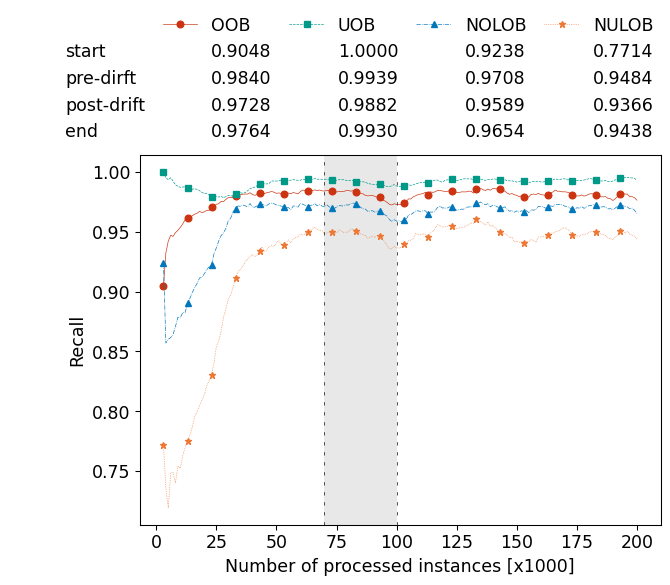 OOB UOB NOLOB NULOB
start 0.9048 1.0000 0.9238 0.7714
pre-dirft 0.9840 0.9939 0.9708 0.9484
post-drift 0.9728 0.9882 0.9589 0.9366
end 0.9764 0.9930 0.9654 0.9438
1.00
0.95
0.90
0.85
0.80
0.75
Recall
0 25 50 75 100 125 150 175 200
Number of processed instances [x1000]